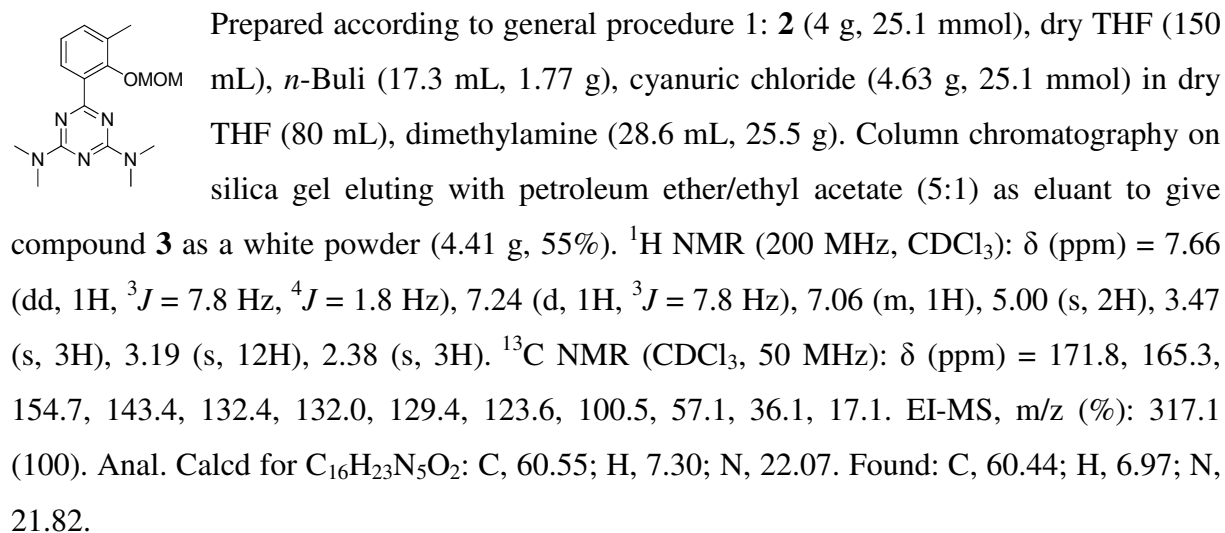 Prepared according to general procedure 1: 2 (4 g, 25.1 mmol), dry THF (150
OMOM
mL), n-Buli (17.3 mL, 1.77 g), cyanuric chloride (4.63 g, 25.1 mmol) in dry
N N
THF (80 mL), dimethylamine (28.6 mL, 25.5 g). Column chromatography on
N N N
silica gel eluting with petroleum ether/ethyl acetate (5:1) as eluant to give
compound 3 as a white powder (4.41 g, 55%). ¹H NMR (200 MHz, CDCl₃): δ (ppm) = 7.66
(dd, 1H, ³J = 7.8 Hz, ⁴J = 1.8 Hz), 7.24 (d, 1H, ³J = 7.8 Hz), 7.06 (m, 1H), 5.00 (s, 2H), 3.47
(s, 3H), 3.19 (s, 12H), 2.38 (s, 3H). ¹³C NMR (CDCl₃, 50 MHz): δ (ppm) = 171.8, 165.3,
154.7, 143.4, 132.4, 132.0, 129.4, 123.6, 100.5, 57.1, 36.1, 17.1. EI-MS, m/z (%): 317.1
(100). Anal. Calcd for C₁₆H₂₃N₅O₂: C, 60.55; H, 7.30; N, 22.07. Found: C, 60.44; H, 6.97; N,
21.82.